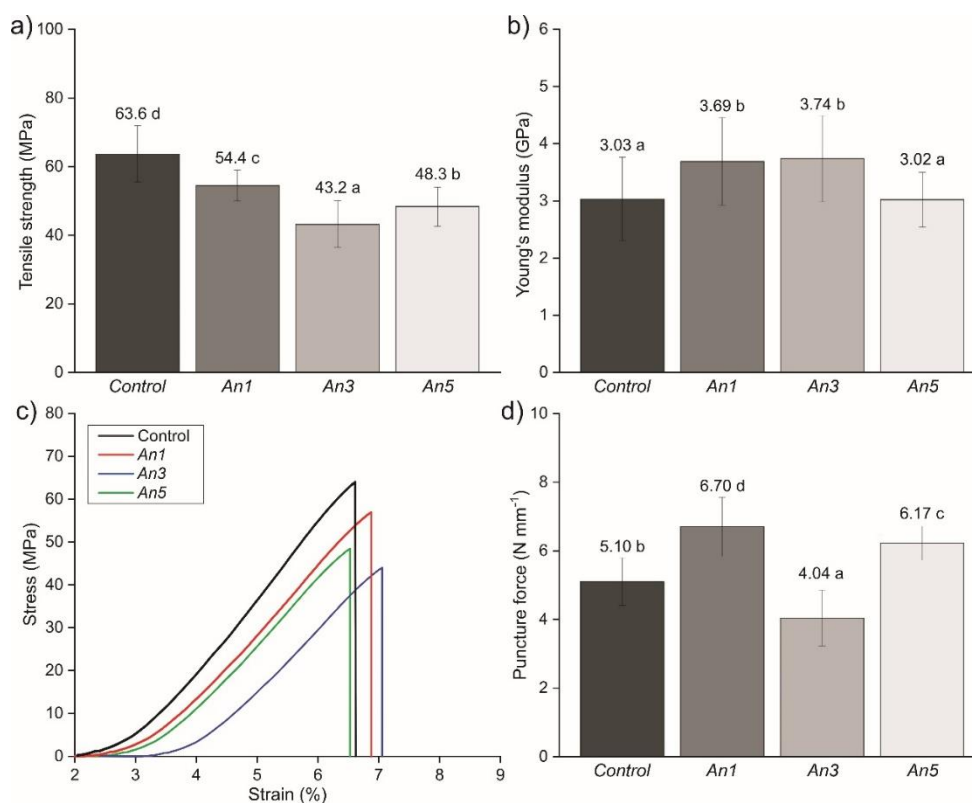 a)
Tensile strength (MPa)
100
80
60
40
20
0
63.6 d
54.4 c
43.2 a
48.3 b
Control An1 An3 An5
b)
Young's modulus (GPa)
6
5
4
3
2
1
0
3.03 a
3.69 b
3.74 b
3.02 a
Control An1 An3 An5
c)
Stress (MPa)
80
70
60
50
40
30
20
10
0
Control
An1
An3
An5
2 3 4 5 6 7 8 9
Strain (%)
d)
Puncture force (N mm⁻¹)
10
8
6
4
2
0
5.10 b
6.70 d
4.04 a
6.17 c
Control An1 An3 An5